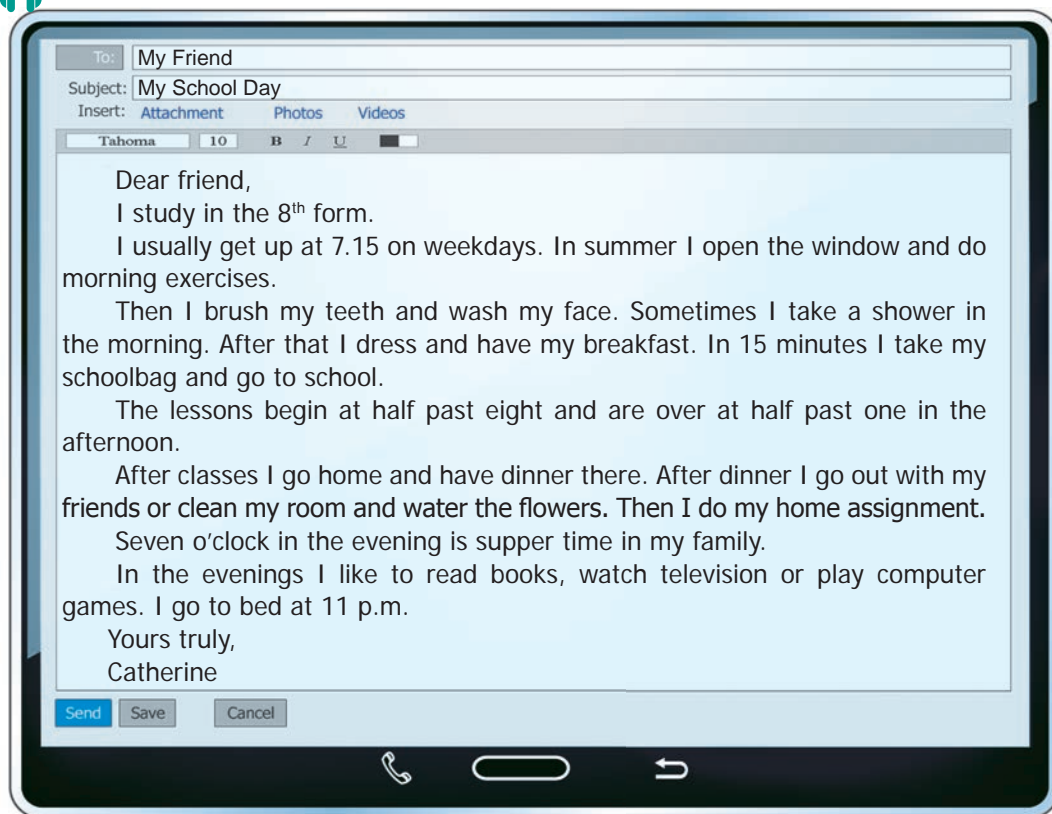 To: My Friend
Subject: My School Day
Insert: Attachment Photos Videos
Tahoma 10 B I U
Dear friend,
I study in the 8th form.
I usually get up at 7.15 on weekdays. In summer I open the window and do
morning exercises.
Then I brush my teeth and wash my face. Sometimes I take a shower in
the morning. After that I dress and have my breakfast. In 15 minutes I take my
schoolbag and go to school.
The lessons begin at half past eight and are over at half past one in the
afternoon.
After classes I go home and have dinner there. After dinner I go out with my
friends or clean my room and water the flowers. Then I do my home assignment.
Seven o’clock in the evening is supper time in my family.
In the evenings I like to read books, watch television or play computer
games. I go to bed at 11 p.m.
Yours truly,
Catherine
Send Save Cancel